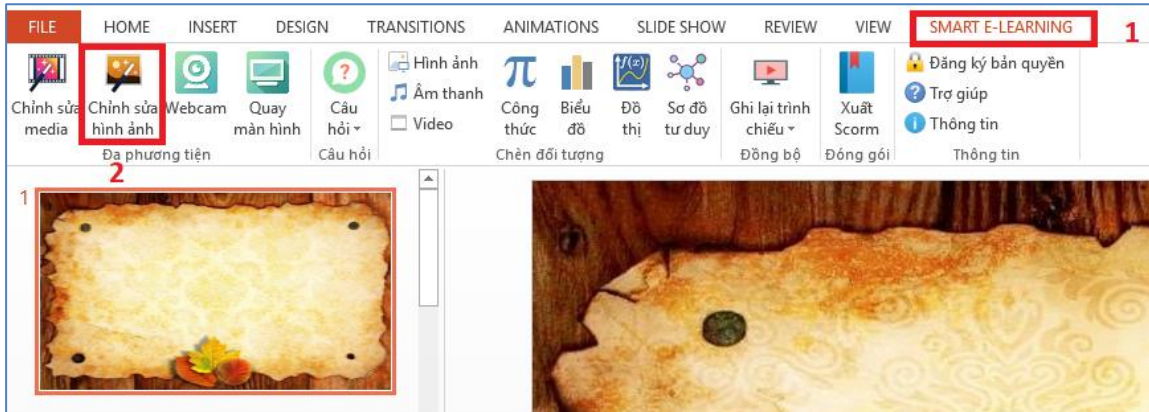 FILE HOME INSERT DESIGN TRANSITIONS ANIMATIONS SLIDE SHOW REVIEW VIEW SMART E-LEARNING 1
Chỉnh sửa media
Chỉnh sửa hình ảnh
Webcam
Quay màn hình
Câu hỏi
Hình ảnh
Âm thanh
Video
Công thức
Biểu đồ
Đồ thị
f(x)
Sơ đồ tư duy
Ghi lại trình chiếu
Xuất Scorm
Đăng ký bản quyền
Trợ giúp
Thông tin
Đa phương tiện Câu hỏi Chèn đối tượng Đồng bộ Đóng gói Thông tin
2
1